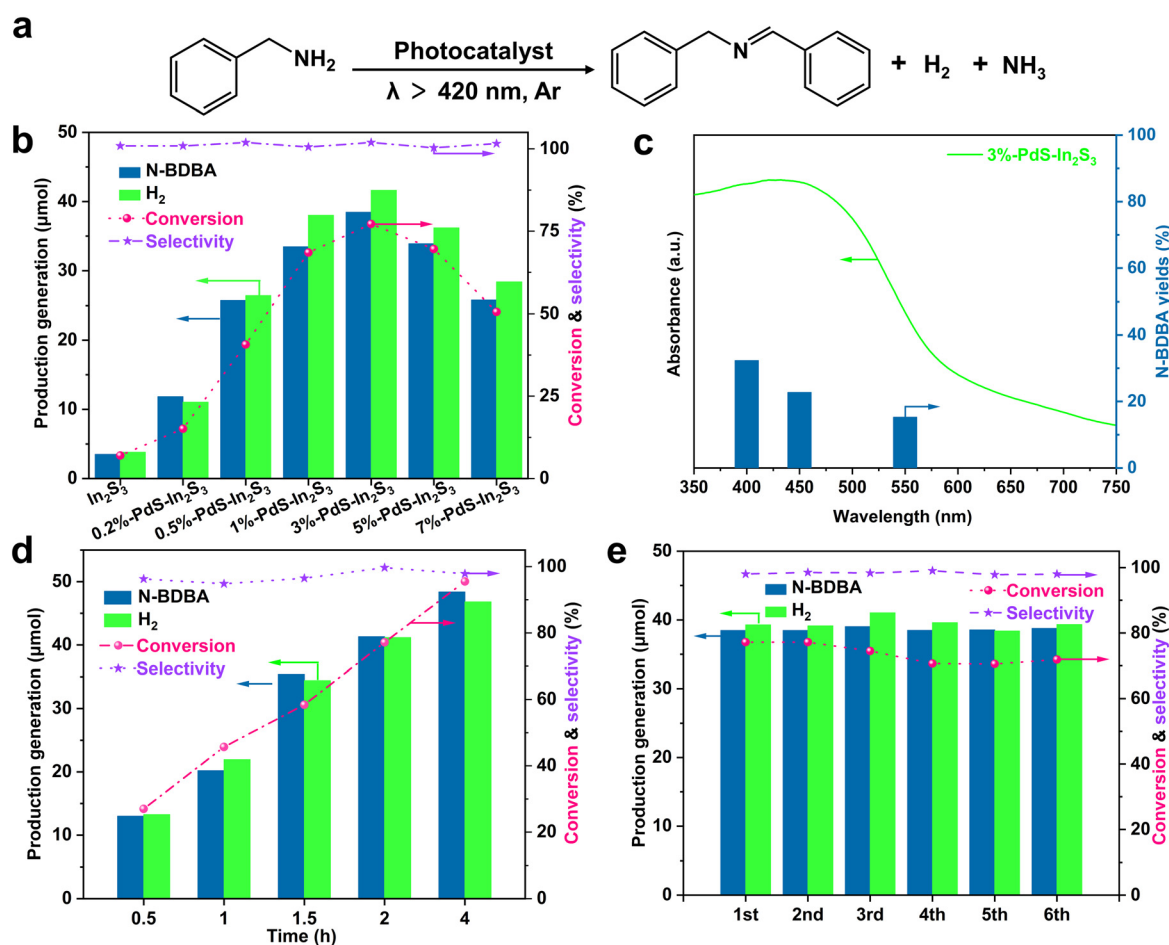 a
NH2
Photocatalyst
λ > 420 nm, Ar
N
+ H2 + NH3
b
Production generation (μmol)
50
40
30
20
10
0
N-BDBA
H2
Conversion
Selectivity
100
75
50
25
0
Conversion & selectivity (%)
In2S3
0.2%-PdS-In2S3
0.5%-PdS-In2S3
1%-PdS-In2S3
3%-PdS-In2S3
5%-PdS-In2S3
7%-PdS-In2S3
c
Absorbance (a.u.)
3%-PdS-In2S3
100
80
60
40
20
0
N-BDBA yields (%)
350 400 450 500 550 600 650 700 750
Wavelength (nm)
d
Production generation (μmol)
50
40
30
20
10
0
N-BDBA
H2
Conversion
Selectivity
100
80
60
40
20
0
Conversion & selectivity (%)
0.5 1 1.5 2 4
Time (h)
e
Production generation (μmol)
50
40
30
20
10
0
N-BDBA
H2
Conversion
Selectivity
100
80
60
40
20
0
Conversion & selectivity (%)
1st 2nd 3rd 4th 5th 6th